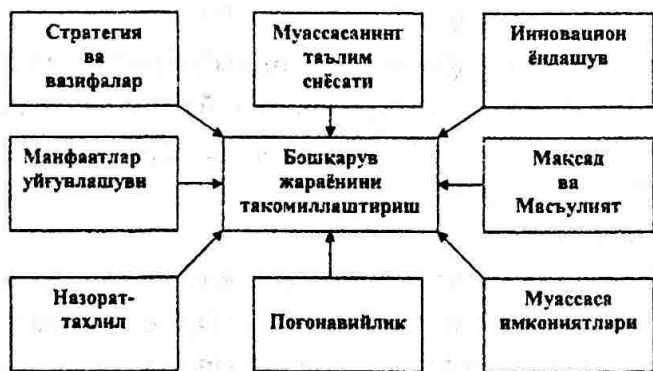 Стратегия
ва
вазифалар
Муассасанинг
таълим
сиёсати
Инновацион
ёндашув
Манфаатлар
уйғунлашуви
Бошқарув
жараёнини
такомиллаштириш
Мақсад
ва
Масъулият
Назорат-
таҳлил
Поғонавийлик
Муассаса
имкониятлари